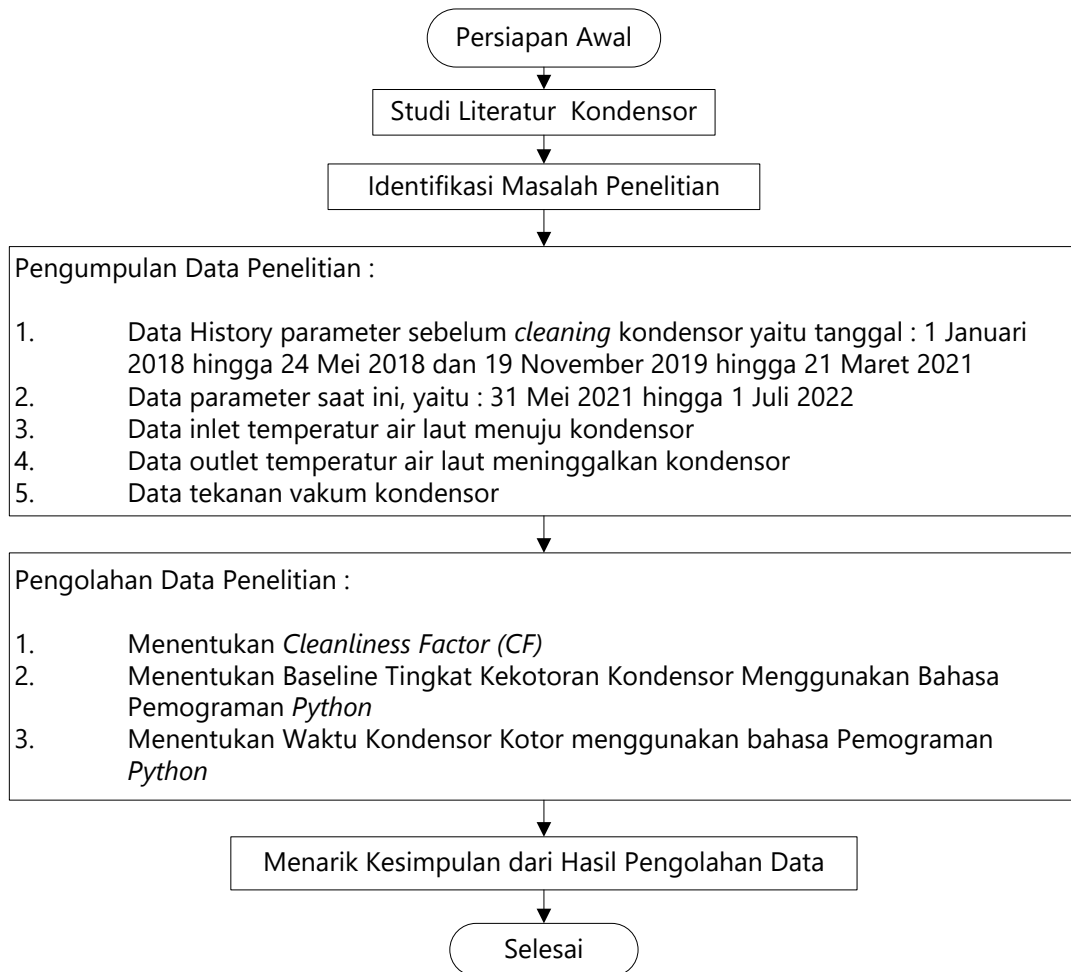 Persiapan Awal
Studi Literatur Kondensor
Identifikasi Masalah Penelitian
Pengumpulan Data Penelitian :
1. Data History parameter sebelum cleaning kondensor yaitu tanggal : 1 Januari
2018 hingga 24 Mei 2018 dan 19 November 2019 hingga 21 Maret 2021
2. Data parameter saat ini, yaitu : 31 Mei 2021 hingga 1 Juli 2022
3. Data inlet temperatur air laut menuju kondensor
4. Data outlet temperatur air laut meninggalkan kondensor
5. Data tekanan vakum kondensor
Pengolahan Data Penelitian :
1. Menentukan Cleanliness Factor (CF)
2. Menentukan Baseline Tingkat Kekotoran Kondensor Menggunakan Bahasa
Pemograman Python
3. Menentukan Waktu Kondensor Kotor menggunakan bahasa Pemograman
Python
Menarik Kesimpulan dari Hasil Pengolahan Data
Selesai